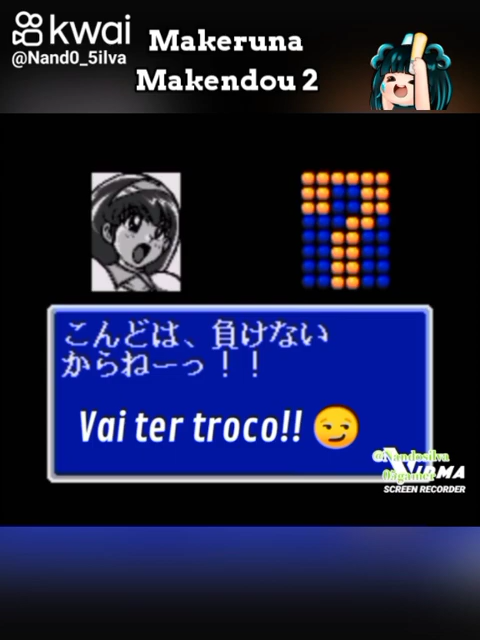 kwai
@Nand0_5ilva
Makeruna
Makendou 2
こんどは、負けない
からねーっ！！
Vai ter troco!! 😏
@Nandosilva
SCREEN RECORDER